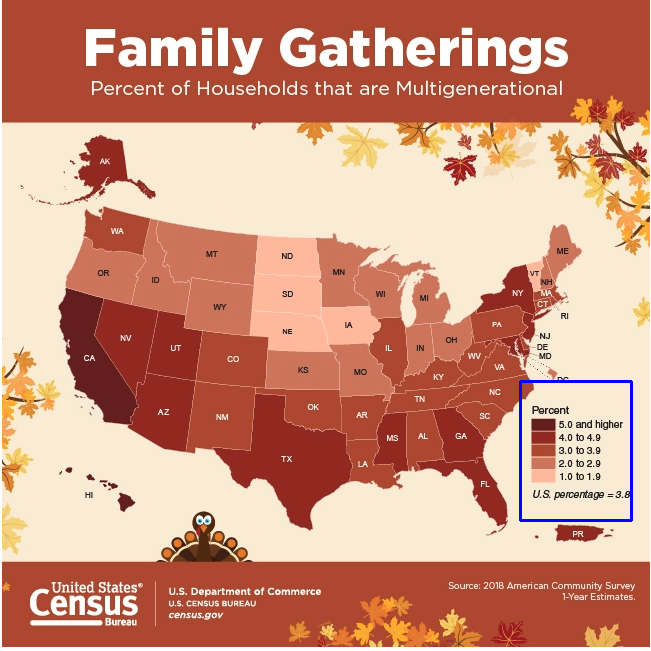 Family Gatherings
Percent of Households that are Multigenerational
AK
WA
MT
ND
MN
ME
VT
NH
OR
ID
SD
WI
MI
NY
MA
CT
RI
WY
IA
PA
NJ
NV
NE
IL
IN
OH
DE
MD
CA
UT
CO
KS
MO
WV
VA
KY
AZ
NM
OK
AR
TN
NC
SC
MS
AL
GA
TX
LA
FL
HI
PR
Percent
5.0 and higher
4.0 to 4.9
3.0 to 3.9
2.0 to 2.9
1.0 to 1.9
U.S. percentage = 3.8
United States®
Census
Bureau
U.S. Department of Commerce
U.S. CENSUS BUREAU
census.gov
Source: 2018 American Community Survey
1-Year Estimates.